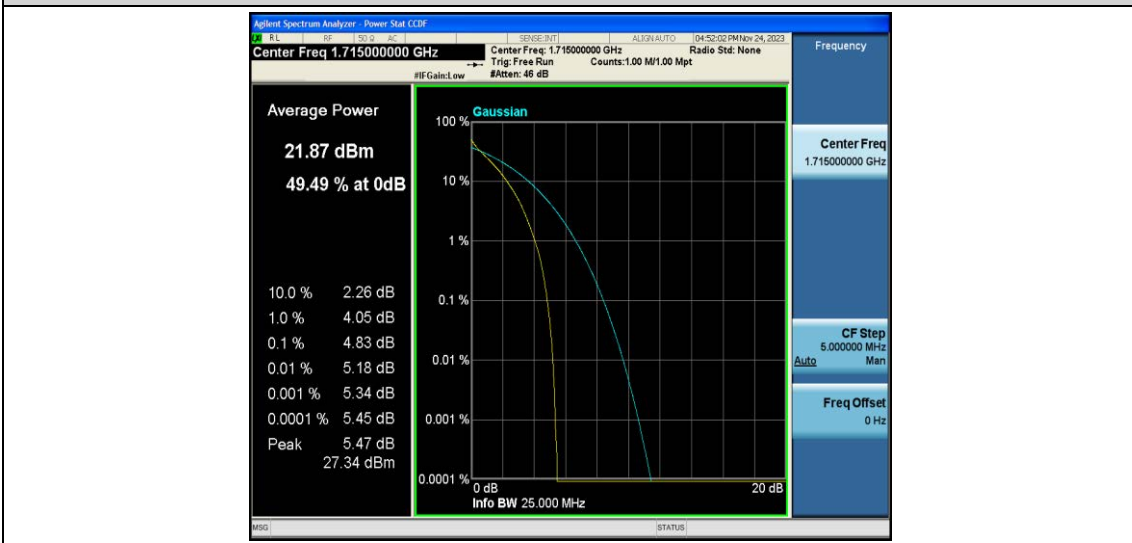 Agilent Spectrum Analyzer - Power Stat CCDF
LXI RL RF 50 Ω AC SENSE:INT ALIGN AUTO 04:52:02 PM Nov 24, 2023
Center Freq 1.715000000 GHz
Center Freq: 1.715000000 GHz Radio Std: None
Trig: Free Run Counts:1.00 M/1.00 Mpt
#IFGain:Low #Atten: 46 dB
Frequency
Average Power
21.87 dBm
49.49 % at 0dB
10.0 % 2.26 dB
1.0 % 4.05 dB
0.1 % 4.83 dB
0.01 % 5.18 dB
0.001 % 5.34 dB
0.0001 % 5.45 dB
Peak 5.47 dB
27.34 dBm
Gaussian
100 %
10 %
1 %
0.1 %
0.01 %
0.001 %
0.0001 %
0 dB 20 dB
Info BW 25.000 MHz
Center Freq
1.715000000 GHz
CF Step
5.000000 MHz
Auto Man
Freq Offset
0 Hz
MSG STATUS